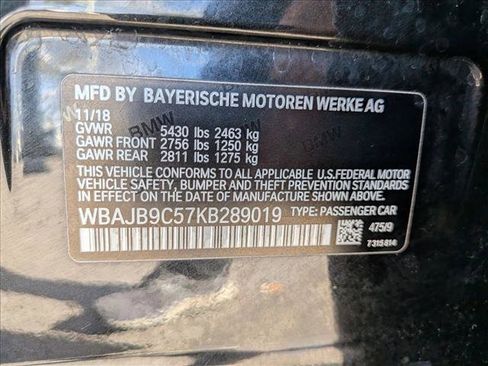 MFD BY BAYERISCHE MOTOREN WERKE AG
11/18
GVWR 5430 lbs 2463 kg
GAWR FRONT 2756 lbs 1250 kg
GAWR REAR 2811 lbs 1275 kg
THIS VEHICLE CONFORMS TO ALL APPLICABLE U.S.FEDERAL MOTOR
VEHICLE SAFETY, BUMPER AND THEFT PREVENTION STANDARDS
IN EFFECT ON THE DATE OF MANUFACTURE SHOWN ABOVE.
WBAJB9C57KB289019 TYPE: PASSENGER CAR
475/9
7315814